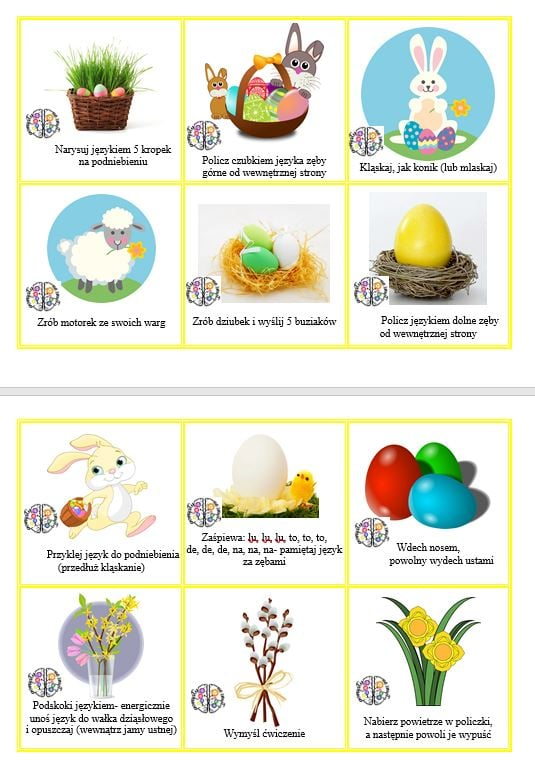 Narysuj językiem 5 kropek
na podniebieniu
Policz czubkiem języka zęby
górne od wewnętrznej strony
Kląskaj, jak konik (lub mlaskaj)
Zrób motorek ze swoich warg
Zrób dziubek i wyślij 5 buziaków
Policz językiem dolne zęby
od wewnętrznej strony
Przyklej język do podniebienia
(przedłuż kląskanie)
Zaśpiewa: lu, lu, lu, to, to, to,
de, de, de, na, na, na- pamiętaj język
za zębami
Wdech nosem,
powolny wydech ustami
Podskoki językiem- energicznie
unoś język do wałka dziąsłowego
i opuszczaj (wewnątrz jamy ustnej)
Wymyśl ćwiczenie
Nabierz powietrze w policzki,
a następnie powoli je wypuść